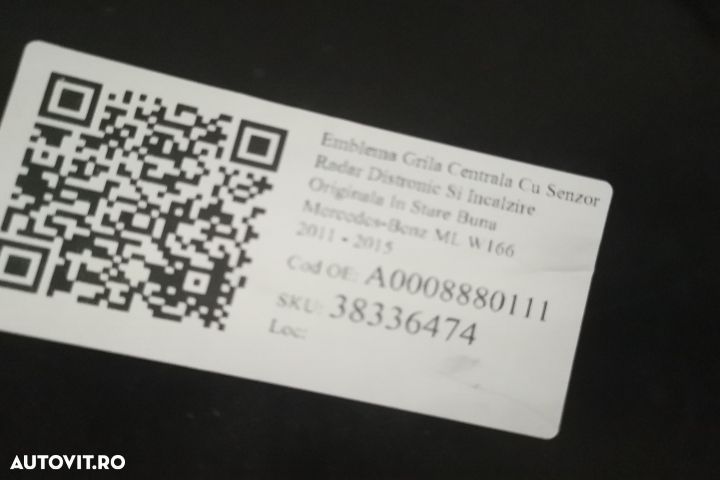 Emblema Grila Centrala Cu Senzor
Radar Distronic Si Incalzire
Originala In Stare Buna
Mercedes-Benz ML W166
2011 - 2015
Cod OE: A0008880111
SKU: 38336474
Loc:
AUTOVIT.RO